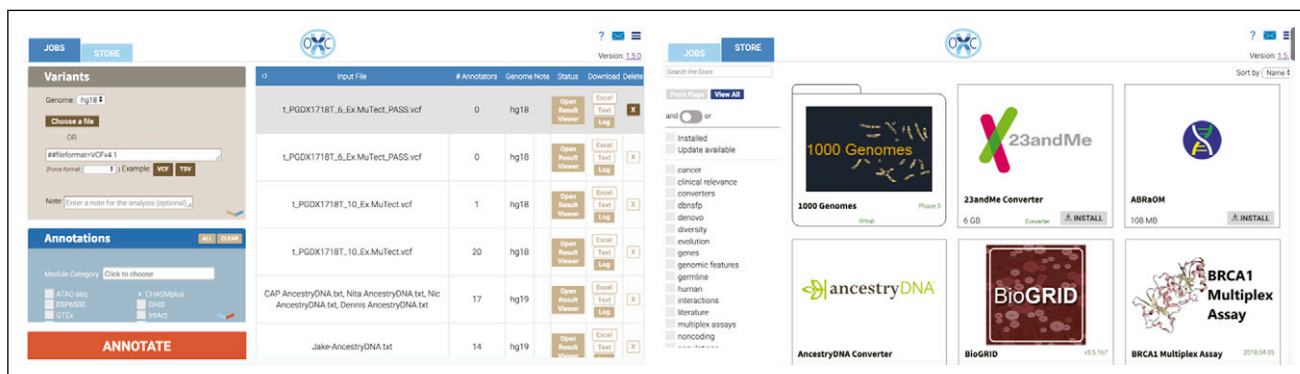 JOBS
STORE
OXC
?
Version: 1.5.0
Variants
Genome: hg18
Choose a file
OR
##fileformat=VCFv4.1
(Force format: ) Example: VCF TSV
Note: Enter a note for the analysis (optional)
Annotations ALL CLEAR
Module Category Click to choose
ATAC-seq CHASMplus
ESP6500 GHIS
GTEx IntAct
ANNOTATE
Input File # Annotators Genome Note Status Download Delete
t_PGDX1718T_6_Ex.MuTect_PASS.vcf 0 hg18 Open Result Viewer Excel Text Log X
t_PGDX1718T_6_Ex.MuTect_PASS.vcf 0 hg18 Open Result Viewer Excel Text Log X
t_PGDX1718T_10_Ex.MuTect.vcf 1 hg18 Open Result Viewer Excel Text Log X
t_PGDX1718T_10_Ex.MuTect.vcf 20 hg18 Open Result Viewer Excel Text Log X
CAP AncestryDNA.txt, Nita AncestryDNA.txt, Nic
AncestryDNA.txt, Dennis AncestryDNA.txt 17 hg19 Open Result Viewer Excel Text Log X
Jake-AncestryDNA.txt 14 hg19 Open Result Viewer Excel Text X
JOBS
STORE
OXC
?
Version: 1.5.
Search the Store
Sort by Name
Front Page View All
and or
Installed
Update available
cancer
clinical relevance
converters
dbnsfp
denovo
diversity
evolution
genes
genomic features
germline
human
interactions
literature
multiplex assays
noncoding
1000 Genomes
1000 Genomes Phase 3
Group
23andMe
23andMe Converter
6 GB Converter INSTALL
ABRaOM
108 MB INSTALL
ancestryDNA
AncestryDNA Converter
BioGRID
BioGRID v3.5.167
BRCA1
Multiplex
Assay
BRCA1 Multiplex Assay 2018.04.05